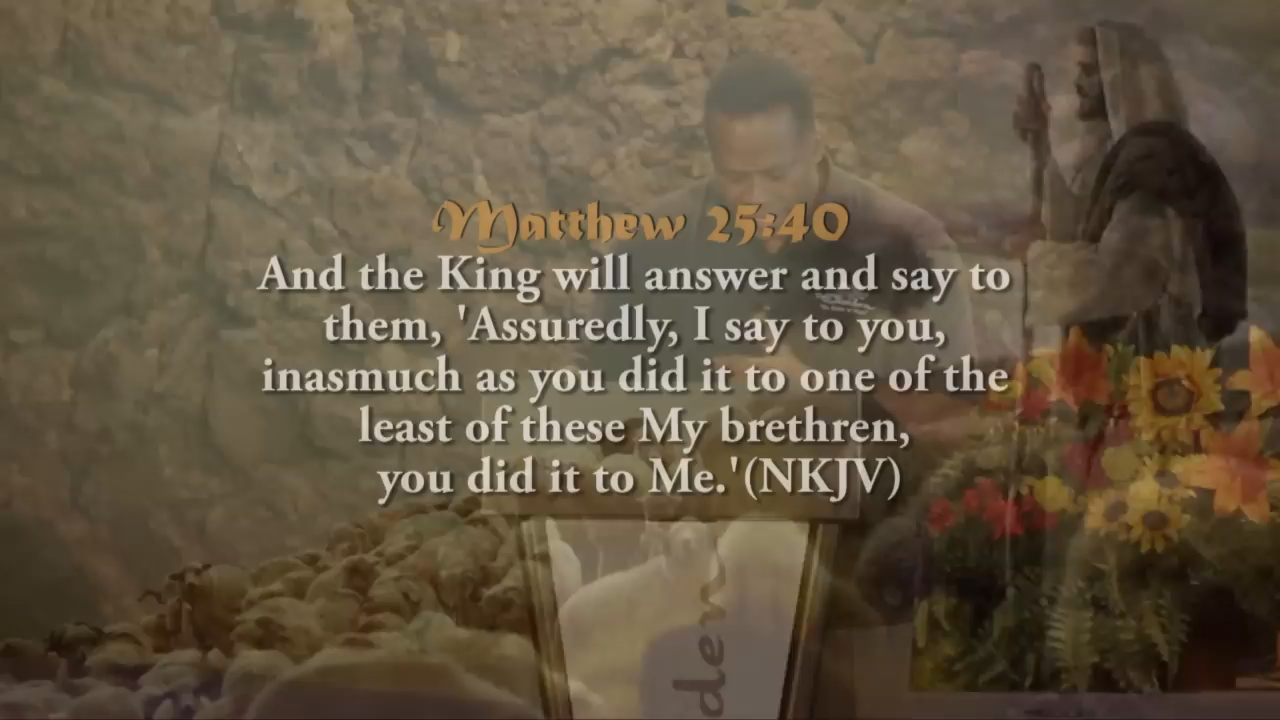 Matthew 25:40
And the King will answer and say to
them, 'Assuredly, I say to you,
inasmuch as you did it to one of the
least of these My brethren,
you did it to Me.'(NKJV)
den